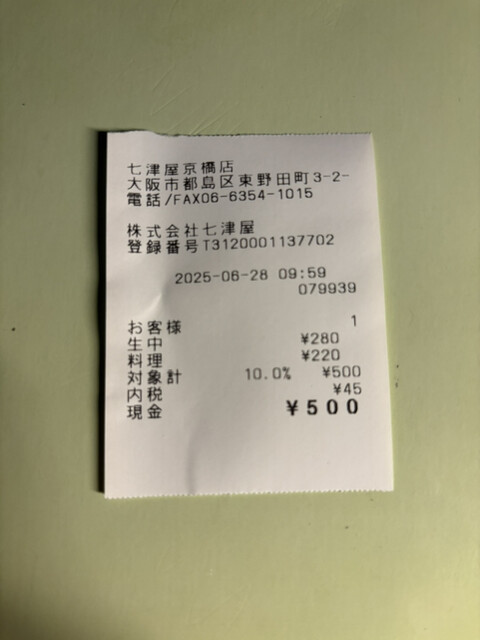 七津屋京橋店
大阪市都島区東野田町3-2-
電話/FAX06-6354-1015
株式会社七津屋
登録番号T3120001137702
2025-06-28 09:59
079939
お客様 1
生中 ¥280
料理 ¥220
対象計 10.0% ¥500
内税 ¥45
現金 ¥500